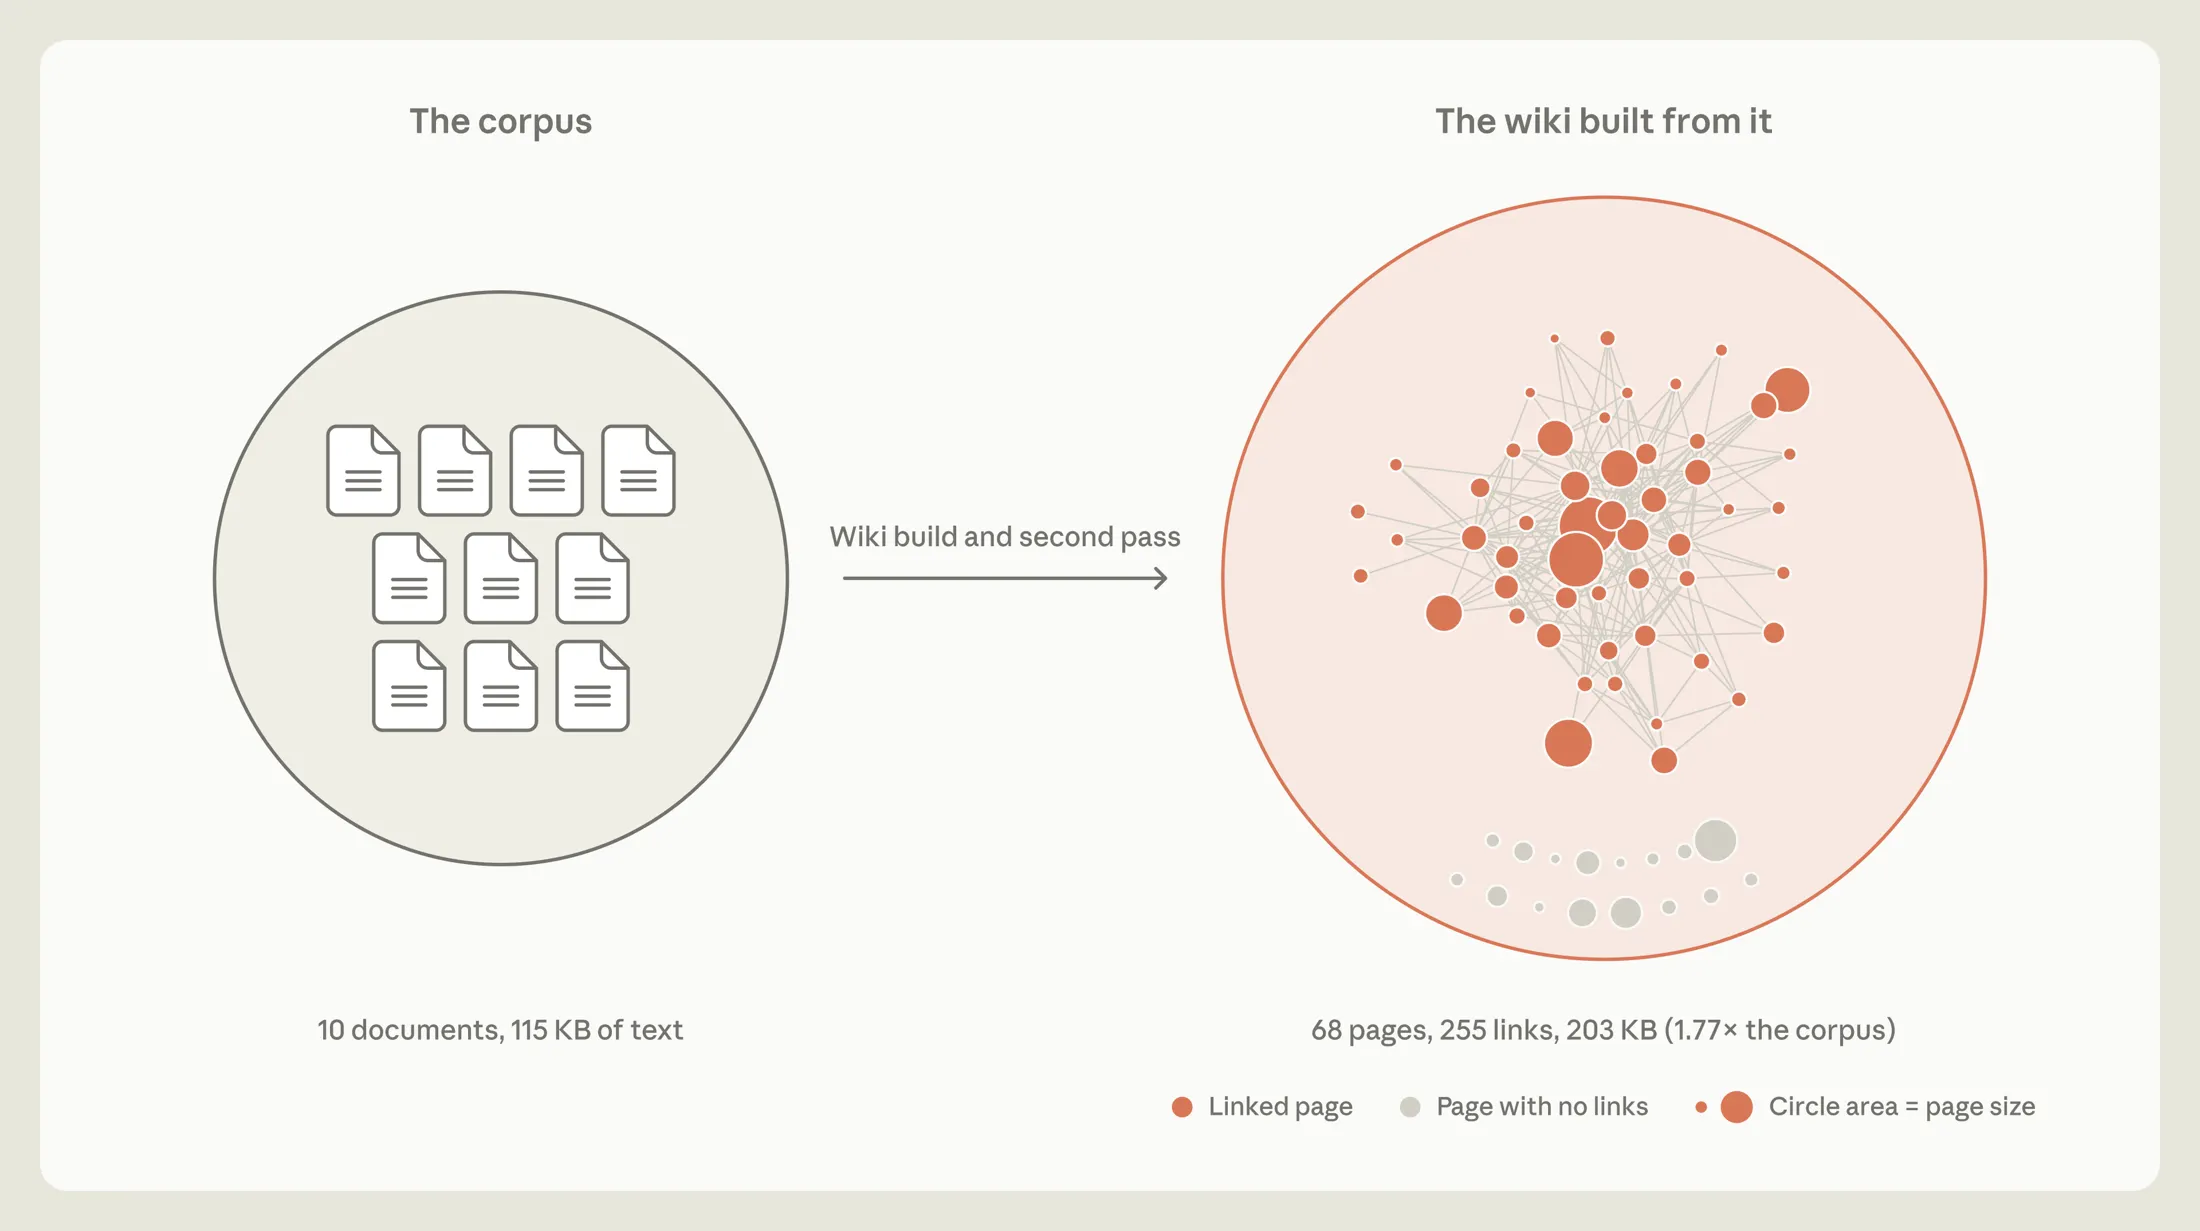 The corpus
The wiki built from it
Wiki build and second pass
10 documents, 115 KB of text
68 pages, 255 links, 203 KB (1.77× the corpus)
Linked page
Page with no links
Circle area = page size